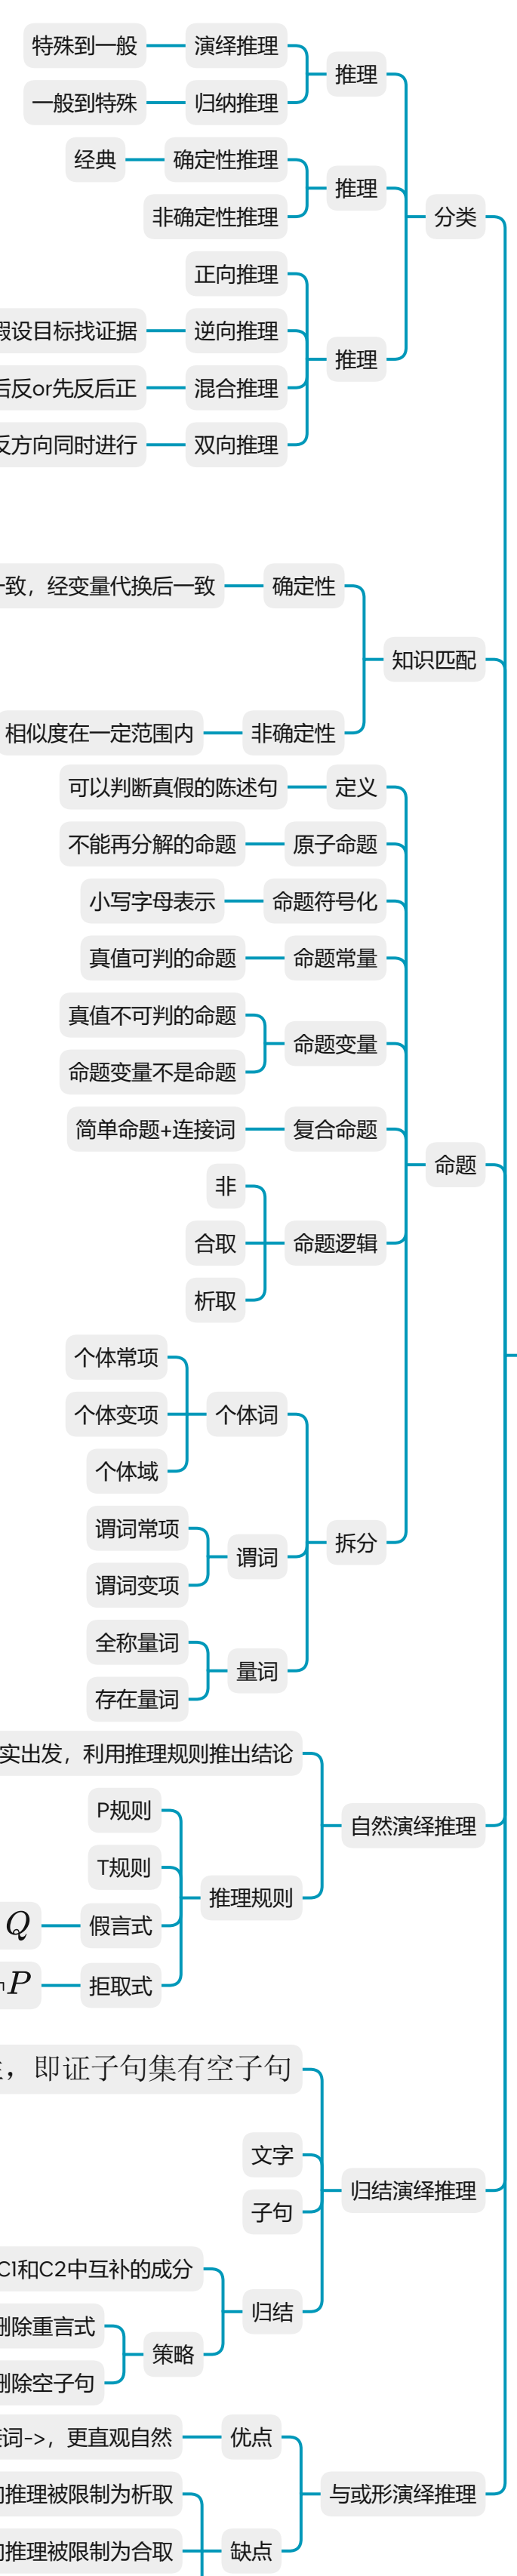 特殊到一般
演绎推理
一般到特殊
归纳推理
推理
经典
确定性推理
非确定性推理
推理
分类
正向推理
假设目标找证据
逆向推理
后反or先反后正
混合推理
反方向同时进行
双向推理
推理
一致，经变量代换后一致
确定性
知识匹配
相似度在一定范围内
非确定性
可以判断真假的陈述句
定义
不能再分解的命题
原子命题
小写字母表示
命题符号化
真值可判的命题
命题常量
真值不可判的命题
命题变量不是命题
命题变量
简单命题+连接词
复合命题
命题
非
合取
析取
命题逻辑
个体常项
个体变项
个体域
个体词
谓词常项
谓词变项
谓词
拆分
全称量词
存在量词
量词
实出发，利用推理规则推出结论
自然演绎推理
P规则
T规则
推理规则
Q
假言式
¬P
拒取式
，即证子句集有空子句
文字
子句
归结演绎推理
C1和C2中互补的成分
归结
删除重言式
删除空子句
策略
词->，更直观自然
优点
与或形演绎推理
推理被限制为析取
推理被限制为合取
缺点